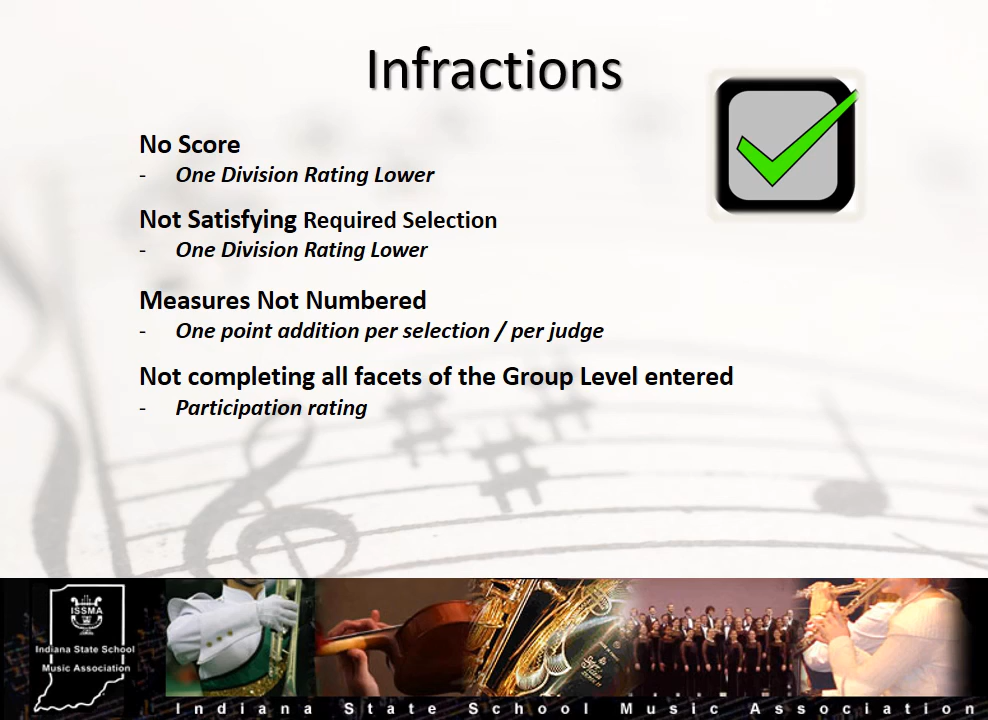 Infractions
No Score
- One Division Rating Lower
Not Satisfying Required Selection
- One Division Rating Lower
Measures Not Numbered
- One point addition per selection / per judge
Not completing all facets of the Group Level entered
- Participation rating
ISSMA
Indiana State School
Music Association
Indiana State School Music Association